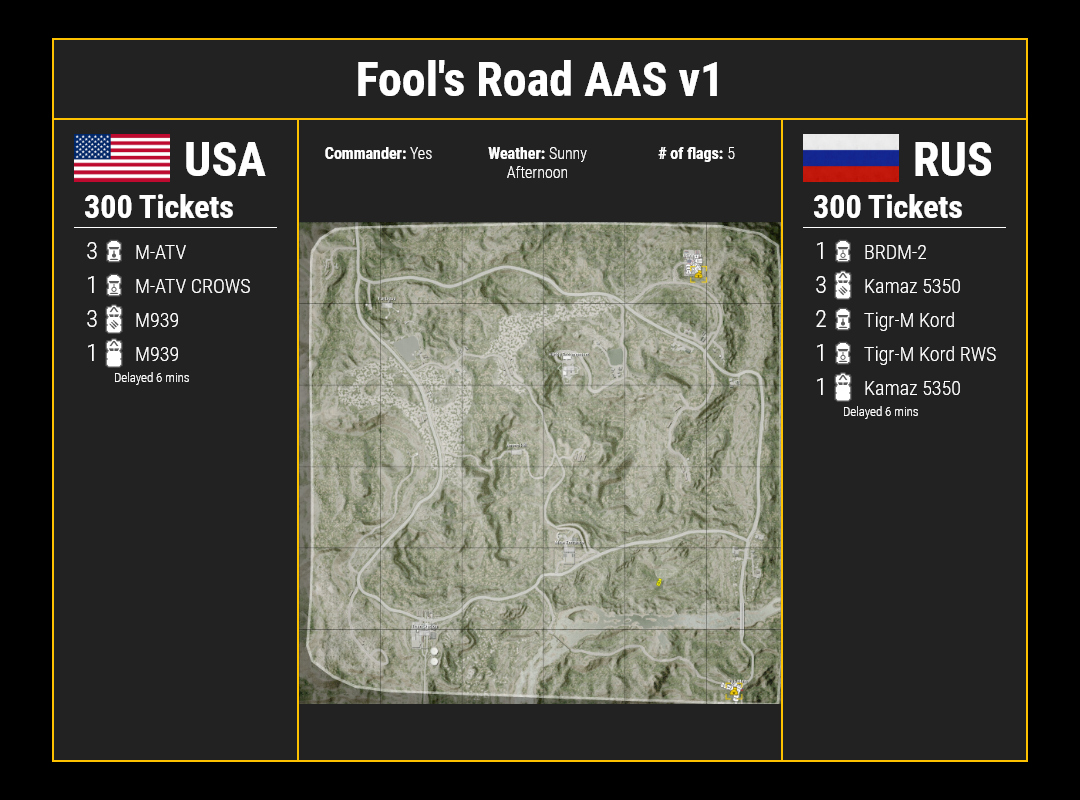 Fool's Road AAS v1
USA
300 Tickets
3 M-ATV
1 M-ATV CROWS
3 M939
1 M939
Delayed 6 mins
Commander: Yes
Weather: Sunny
Afternoon
# of flags: 5
RUS
300 Tickets
1 BRDM-2
3 Kamaz 5350
2 Tigr-M Kord
1 Tigr-M Kord RWS
1 Kamaz 5350
Delayed 6 mins